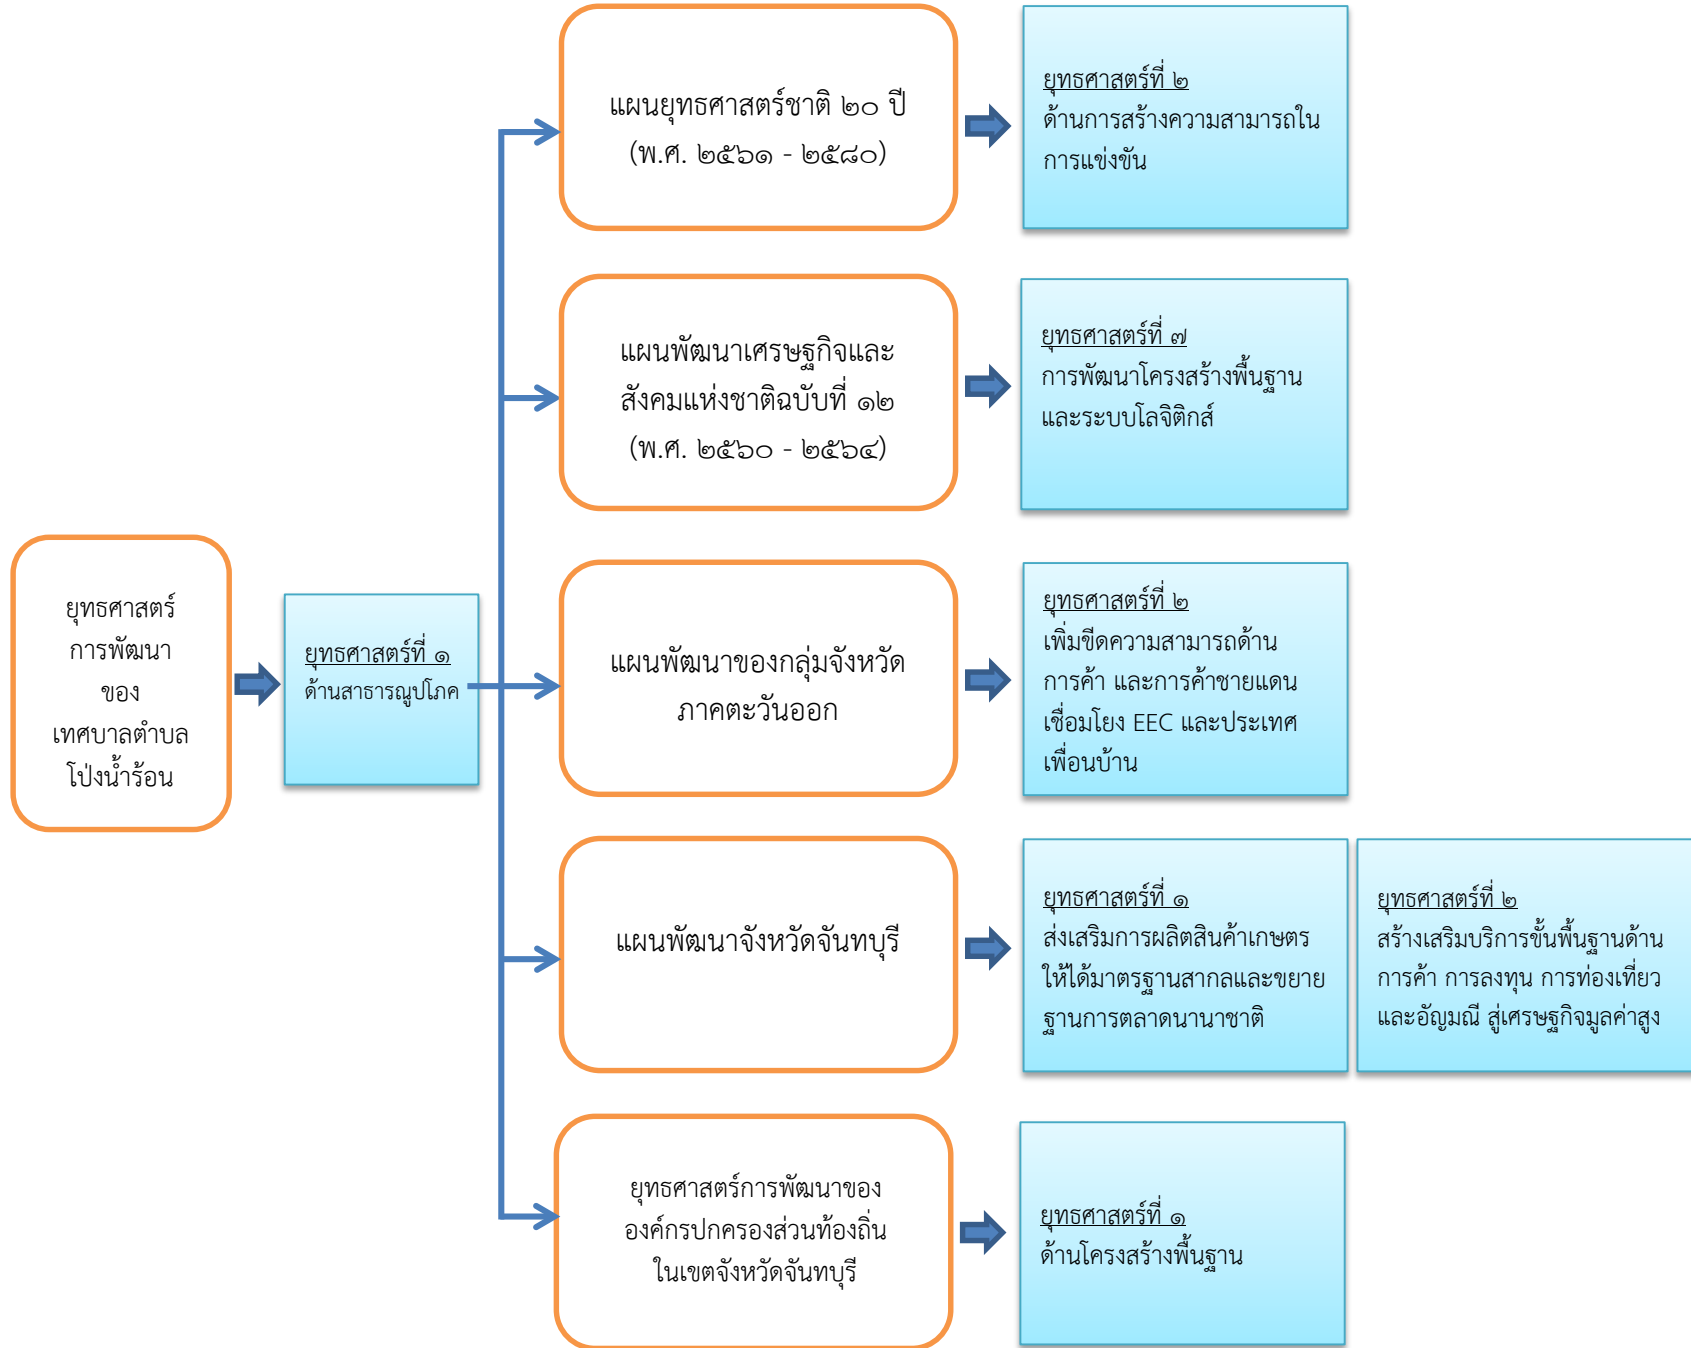 แผนยุทธศาสตร์ชาติ ๒๐ ปี
(พ.ศ. ๒๕๖๑ - ๒๕๘๐)
ยุทธศาสตร์ที่ ๒
ด้านการสร้างความสามารถใน
การแข่งขัน
แผนพัฒนาเศรษฐกิจและ
สังคมแห่งชาติฉบับที่ ๑๒
(พ.ศ. ๒๕๖๐ - ๒๕๖๔)
ยุทธศาสตร์ที่ ๗
การพัฒนาโครงสร้างพื้นฐาน
และระบบโลจิติกส์
ยุทธศาสตร์
การพัฒนา
ของ
เทศบาลตำบล
โป่งน้ำร้อน
ยุทธศาสตร์ที่ ๑
ด้านสาธารณูปโภค
แผนพัฒนาของกลุ่มจังหวัด
ภาคตะวันออก
ยุทธศาสตร์ที่ ๒
เพิ่มขีดความสามารถด้าน
การค้า และการค้าชายแดน
เชื่อมโยง EEC และประเทศ
เพื่อนบ้าน
แผนพัฒนาจังหวัดจันทบุรี
ยุทธศาสตร์ที่ ๑
ส่งเสริมการผลิตสินค้าเกษตร
ให้ได้มาตรฐานสากลและขยาย
ฐานการตลาดนานาชาติ
ยุทธศาสตร์ที่ ๒
สร้างเสริมบริการขั้นพื้นฐานด้าน
การค้า การลงทุน การท่องเที่ยว
และอัญมณี สู่เศรษฐกิจมูลค่าสูง
ยุทธศาสตร์การพัฒนาของ
องค์กรปกครองส่วนท้องถิ่น
ในเขตจังหวัดจันทบุรี
ยุทธศาสตร์ที่ ๑
ด้านโครงสร้างพื้นฐาน